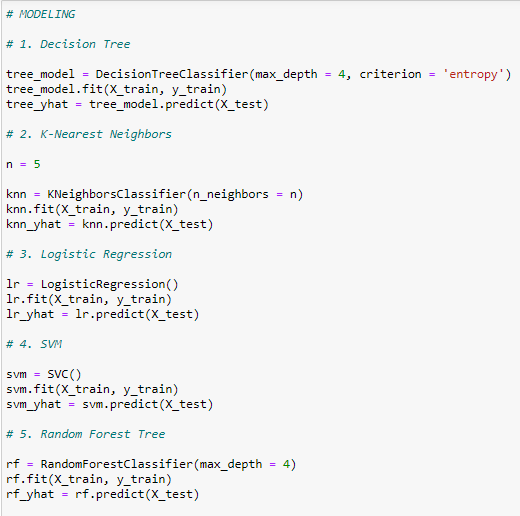 # MODELING
# 1. Decision Tree
tree_model = DecisionTreeClassifier(max_depth = 4, criterion = 'entropy')
tree_model.fit(X_train, y_train)
tree_yhat = tree_model.predict(X_test)
# 2. K-Nearest Neighbors
n = 5
knn = KNeighborsClassifier(n_neighbors = n)
knn.fit(X_train, y_train)
knn_yhat = knn.predict(X_test)
# 3. Logistic Regression
lr = LogisticRegression()
lr.fit(X_train, y_train)
lr_yhat = lr.predict(X_test)
# 4. SVM
svm = SVC()
svm.fit(X_train, y_train)
svm_yhat = svm.predict(X_test)
# 5. Random Forest Tree
rf = RandomForestClassifier(max_depth = 4)
rf.fit(X_train, y_train)
rf_yhat = rf.predict(X_test)